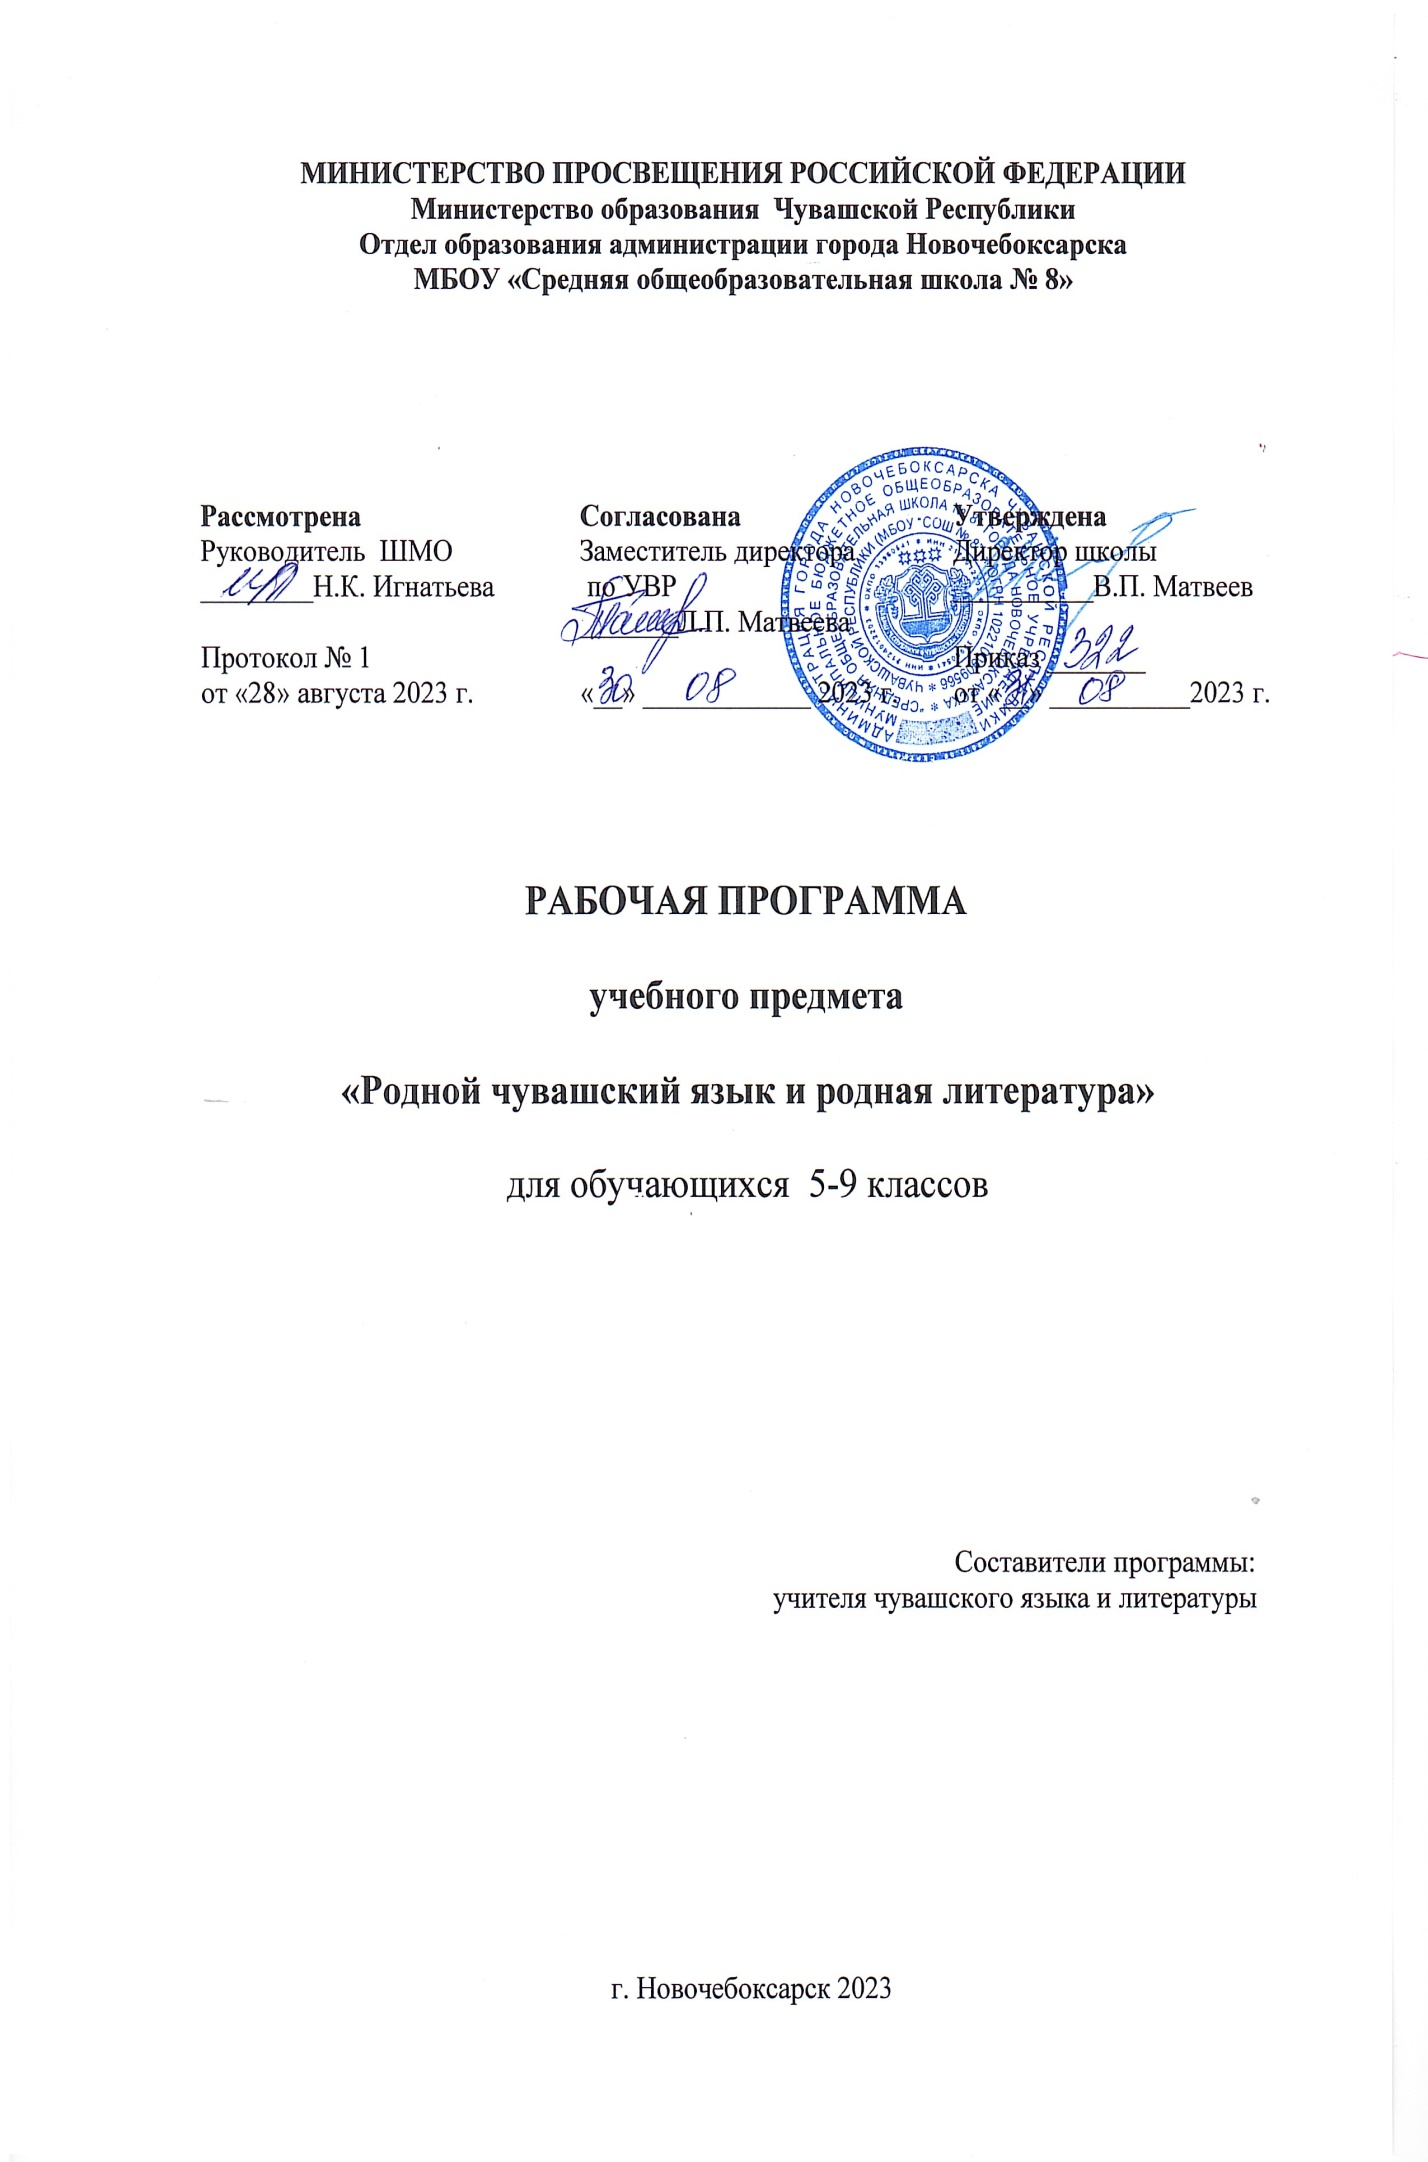 МИНИСТЕРСТВО ПРОСВЕЩЕНИЯ РОССИЙСКОЙ ФЕДЕРАЦИИ
Министерство образования Чувашской Республики
Отдел образования администрации города Новочебоксарска
МБОУ «Средняя общеобразовательная школа № 8»
Рассмотрена
Руководитель ШМО
_______Н.К. Игнатьева
Протокол № 1
от «28» августа 2023 г.
Согласована
Заместитель директора
по УВР
_______Л.П. Матвеева
«30» 08 2023 г.
Утверждена
Директор школы
_______В.П. Матвеев
Приказ 322
от « » 08 2023 г.
РАБОЧАЯ ПРОГРАММА
учебного предмета
«Родной чувашский язык и родная литература»
для обучающихся 5-9 классов
Составители программы:
учителя чувашского языка и литературы
г. Новочебоксарск 2023